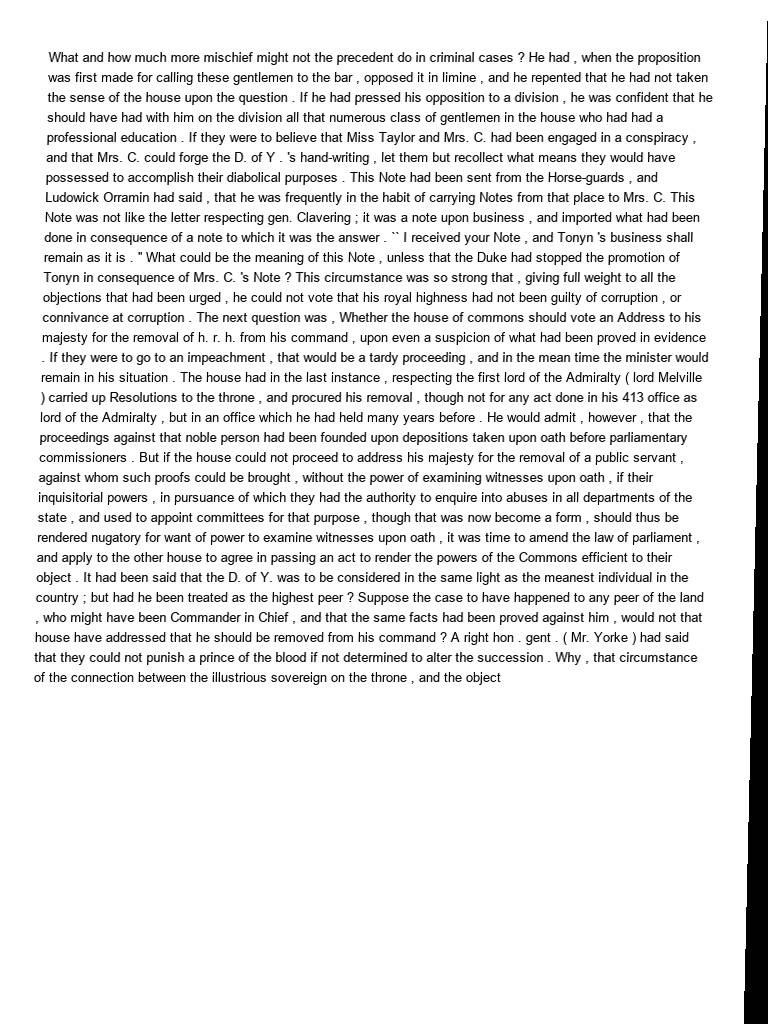 What and how much more mischief might not the precedent do in criminal cases ? He had , when the proposition
was first made for calling these gentlemen to the bar , opposed it in limine , and he repented that he had not taken
the sense of the house upon the question . If he had pressed his opposition to a division , he was confident that he
should have had with him on the division all that numerous class of gentlemen in the house who had had a
professional education . If they were to believe that Miss Taylor and Mrs. C. had been engaged in a conspiracy ,
and that Mrs. C. could forge the D. of Y . 's hand-writing , let them but recollect what means they would have
possessed to accomplish their diabolical purposes . This Note had been sent from the Horse-guards , and
Ludowick Orramin had said , that he was frequently in the habit of carrying Notes from that place to Mrs. C. This
Note was not like the letter respecting gen. Clavering ; it was a note upon business , and imported what had been
done in consequence of a note to which it was the answer . `` I received your Note , and Tonyn 's business shall
remain as it is . " What could be the meaning of this Note , unless that the Duke had stopped the promotion of
Tonyn in consequence of Mrs. C. 's Note ? This circumstance was so strong that , giving full weight to all the
objections that had been urged , he could not vote that his royal highness had not been guilty of corruption , or
connivance at corruption . The next question was , Whether the house of commons should vote an Address to his
majesty for the removal of h. r. h. from his command , upon even a suspicion of what had been proved in evidence
. If they were to go to an impeachment , that would be a tardy proceeding , and in the mean time the minister would
remain in his situation . The house had in the last instance , respecting the first lord of the Admiralty ( lord Melville
) carried up Resolutions to the throne , and procured his removal , though not for any act done in his 413 office as
lord of the Admiralty , but in an office which he had held many years before . He would admit , however , that the
proceedings against that noble person had been founded upon depositions taken upon oath before parliamentary
commissioners . But if the house could not proceed to address his majesty for the removal of a public servant ,
against whom such proofs could be brought , without the power of examining witnesses upon oath , if their
inquisitorial powers , in pursuance of which they had the authority to enquire into abuses in all departments of the
state , and used to appoint committees for that purpose , though that was now become a form , should thus be
rendered nugatory for want of power to examine witnesses upon oath , it was time to amend the law of parliament ,
and apply to the other house to agree in passing an act to render the powers of the Commons efficient to their
object . It had been said that the D. of Y. was to be considered in the same light as the meanest individual in the
country ; but had he been treated as the highest peer ? Suppose the case to have happened to any peer of the land
, who might have been Commander in Chief , and that the same facts had been proved against him , would not that
house have addressed that he should be removed from his command ? A right hon . gent . ( Mr. Yorke ) had said
that they could not punish a prince of the blood if not determined to alter the succession . Why , that circumstance
of the connection between the illustrious sovereign on the throne , and the object